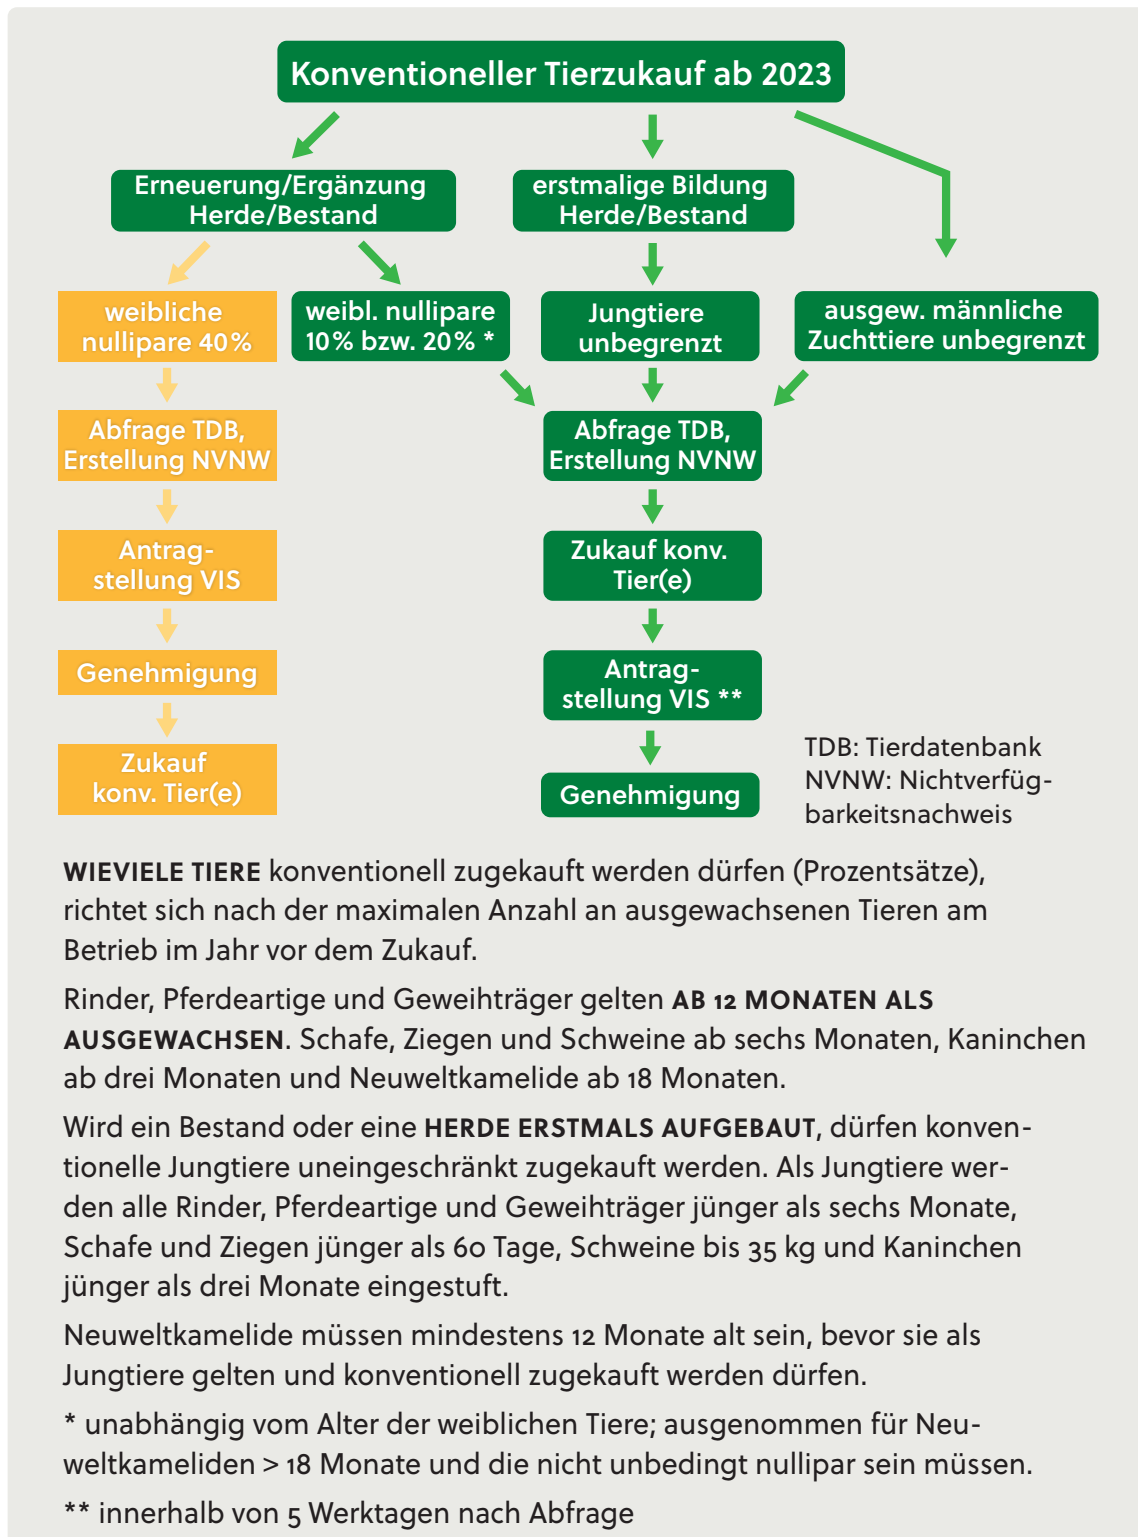 Konventioneller Tierzukauf ab 2023
Erneuerung/Ergänzung
Herde/Bestand
erstmalige Bildung
Herde/Bestand
weibliche
nullipare 40%
weibl. nullipare
10% bzw. 20% *
Jungtiere
unbegrenzt
ausgew. männliche
Zuchttiere unbegrenzt
Abfrage TDB,
Erstellung NVNW
Abfrage TDB,
Erstellung NVNW
Antrag-
stellung VIS
Zukauf konv.
Tier(e)
Genehmigung
Antrag-
stellung VIS **
Zukauf
konv. Tier(e)
Genehmigung
TDB: Tierdatenbank
NVNW: Nichtverfüg-
barkeitsnachweis
WIEVIELE TIERE konventionell zugekauft werden dürfen (Prozentsätze),
richtet sich nach der maximalen Anzahl an ausgewachsenen Tieren am
Betrieb im Jahr vor dem Zukauf.
Rinder, Pferdeartige und Geweihträger gelten AB 12 MONATEN ALS
AUSGEWACHSEN. Schafe, Ziegen und Schweine ab sechs Monaten, Kaninchen
ab drei Monaten und Neuweltkamelide ab 18 Monaten.
Wird ein Bestand oder eine HERDE ERSTMALS AUFGEBAUT, dürfen konven-
tionelle Jungtiere uneingeschränkt zugekauft werden. Als Jungtiere wer-
den alle Rinder, Pferdeartige und Geweihträger jünger als sechs Monate,
Schafe und Ziegen jünger als 60 Tage, Schweine bis 35 kg und Kaninchen
jünger als drei Monate eingestuft.
Neuweltkamelide müssen mindestens 12 Monate alt sein, bevor sie als
Jungtiere gelten und konventionell zugekauft werden dürfen.
* unabhängig vom Alter der weiblichen Tiere; ausgenommen für Neu-
weltkameliden > 18 Monate und die nicht unbedingt nullipar sein müssen.
** innerhalb von 5 Werktagen nach Abfrage